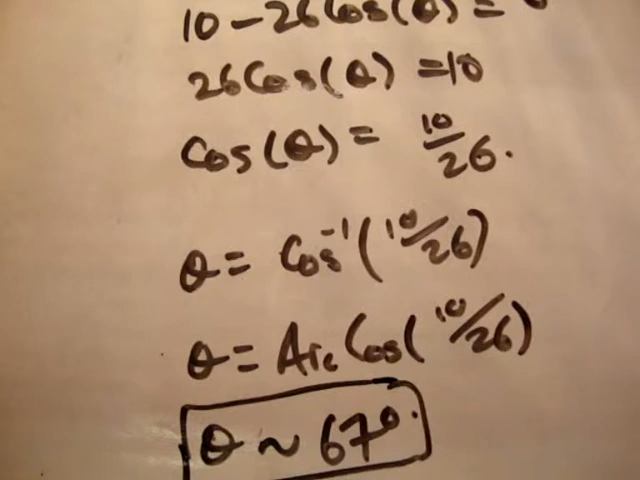 10-26Cos(θ) =
26Cos(θ) =10
Cos(θ)= 10/26.
θ= Cos⁻¹(10/26)
θ= ArcCos(10/26)
θ ~ 67°.